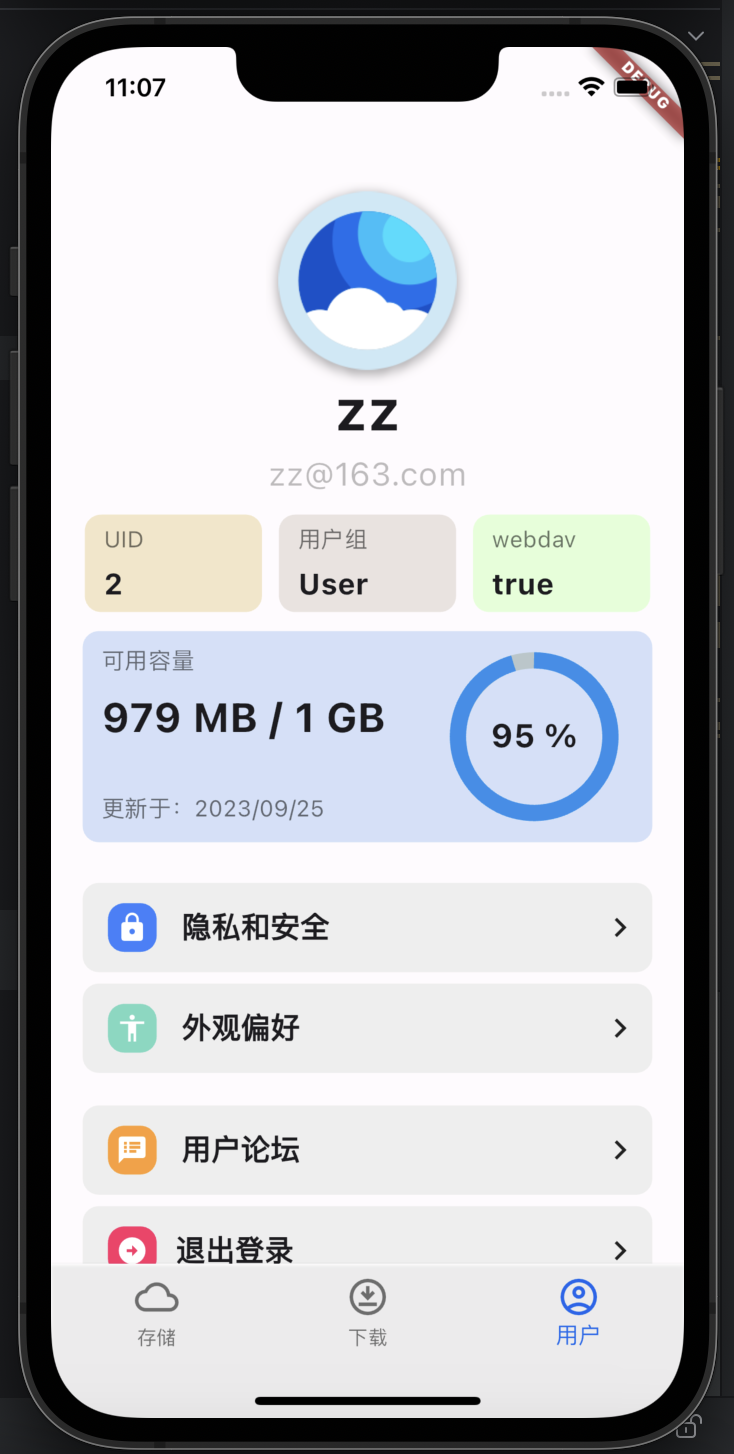 11:07
DEBUG
zz
zz@163.com
UID
2
用户组
User
webdav
true
可用容量
979 MB / 1 GB
95 %
更新于：2023/09/25
隐私和安全
外观偏好
用户论坛
退出登录
存储
下载
用户